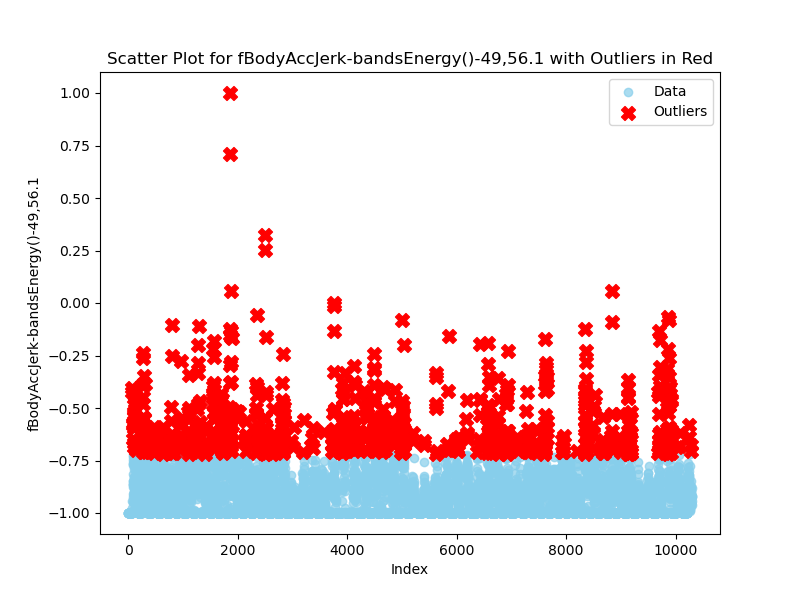 Scatter Plot for fBodyAccJerk-bandsEnergy()-49,56.1 with Outliers in Red
Data
Outliers
fBodyAccJerk-bandsEnergy()-49,56.1
1.00
0.75
0.50
0.25
0.00
−0.25
−0.50
−0.75
−1.00
0 2000 4000 6000 8000 10000
Index